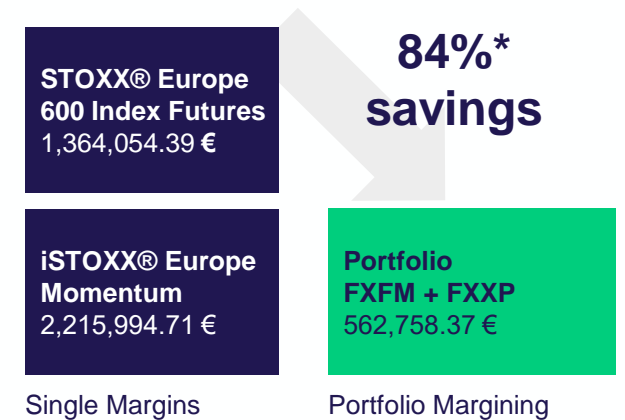 STOXX® Europe
600 Index Futures
1,364,054.39 €
84%*
savings
iSTOXX® Europe
Momentum
2,215,994.71 €
Portfolio
FXFM + FXXP
562,758.37 €
Single Margins
Portfolio Margining